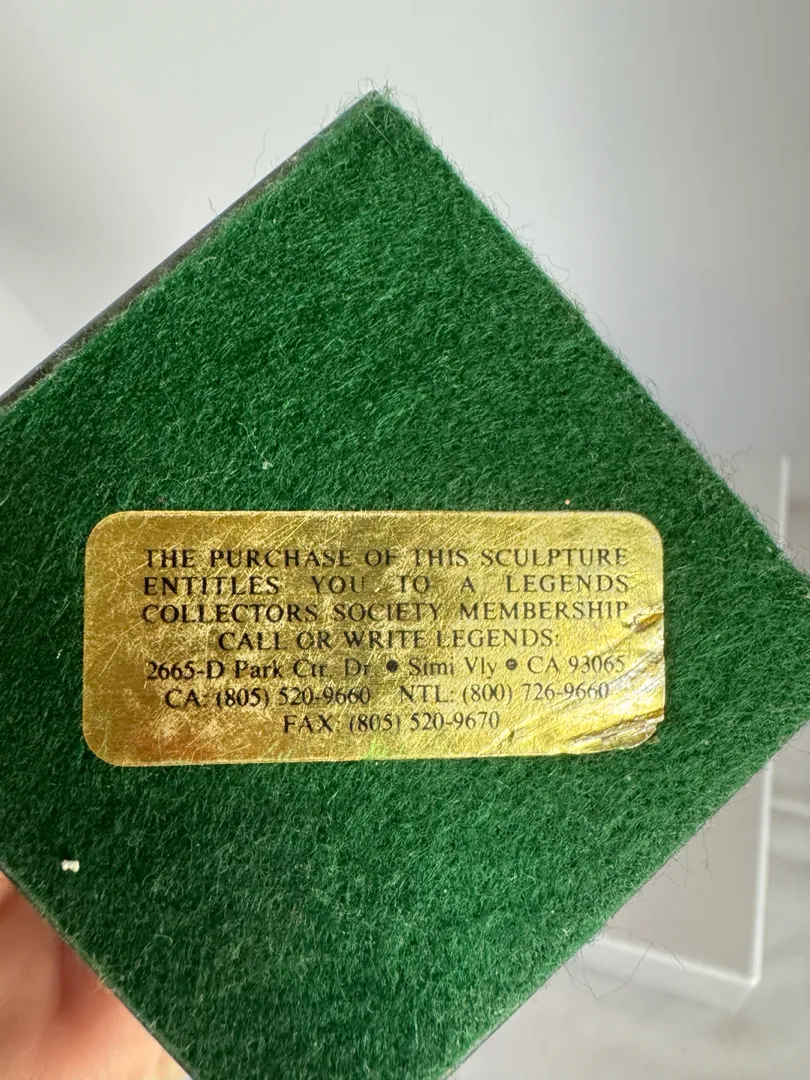 THE PURCHASE OF THIS SCULPTURE
ENTITLES YOU TO A LEGENDS
COLLECTORS SOCIETY MEMBERSHIP.
CALL OR WRITE LEGENDS:
2665-D Park Ctr. Dr. ● Simi Vly ● CA 93065
CA: (805) 520-9660 NTL: (800) 726-9660
FAX: (805) 520-9670